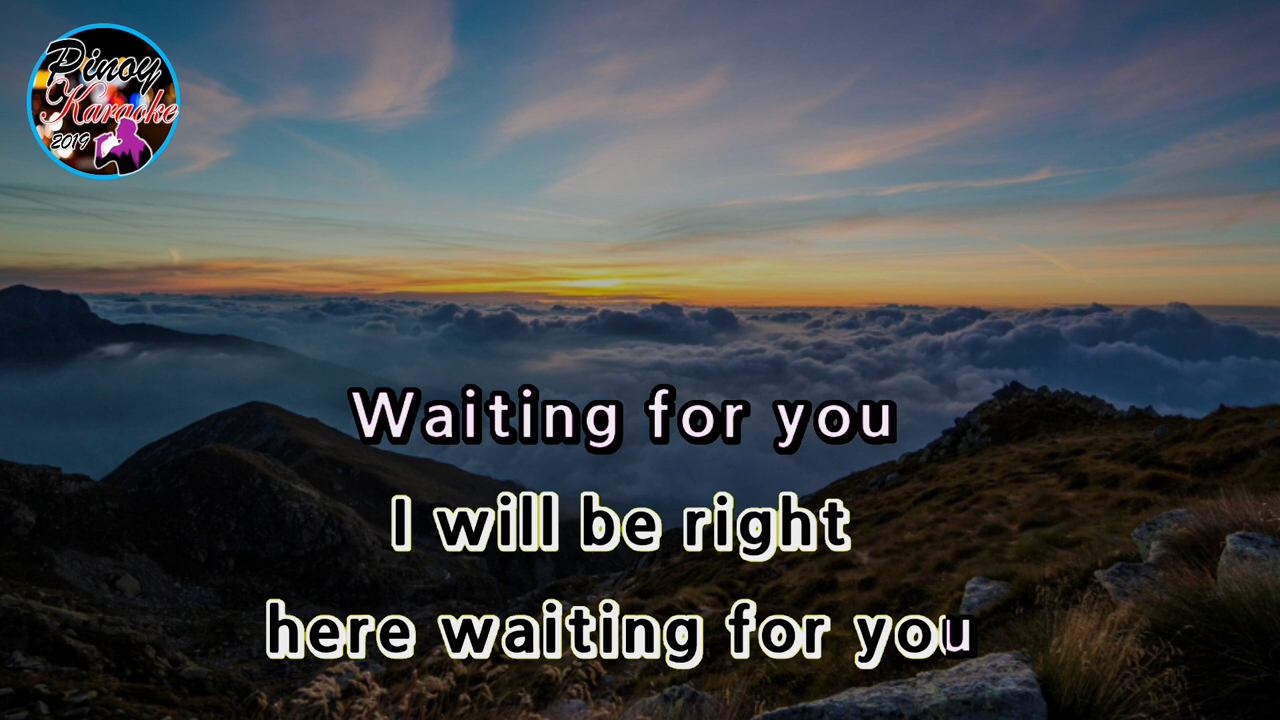 Pinoy
Karaoke
2019
Waiting for you
I will be right
here waiting for you